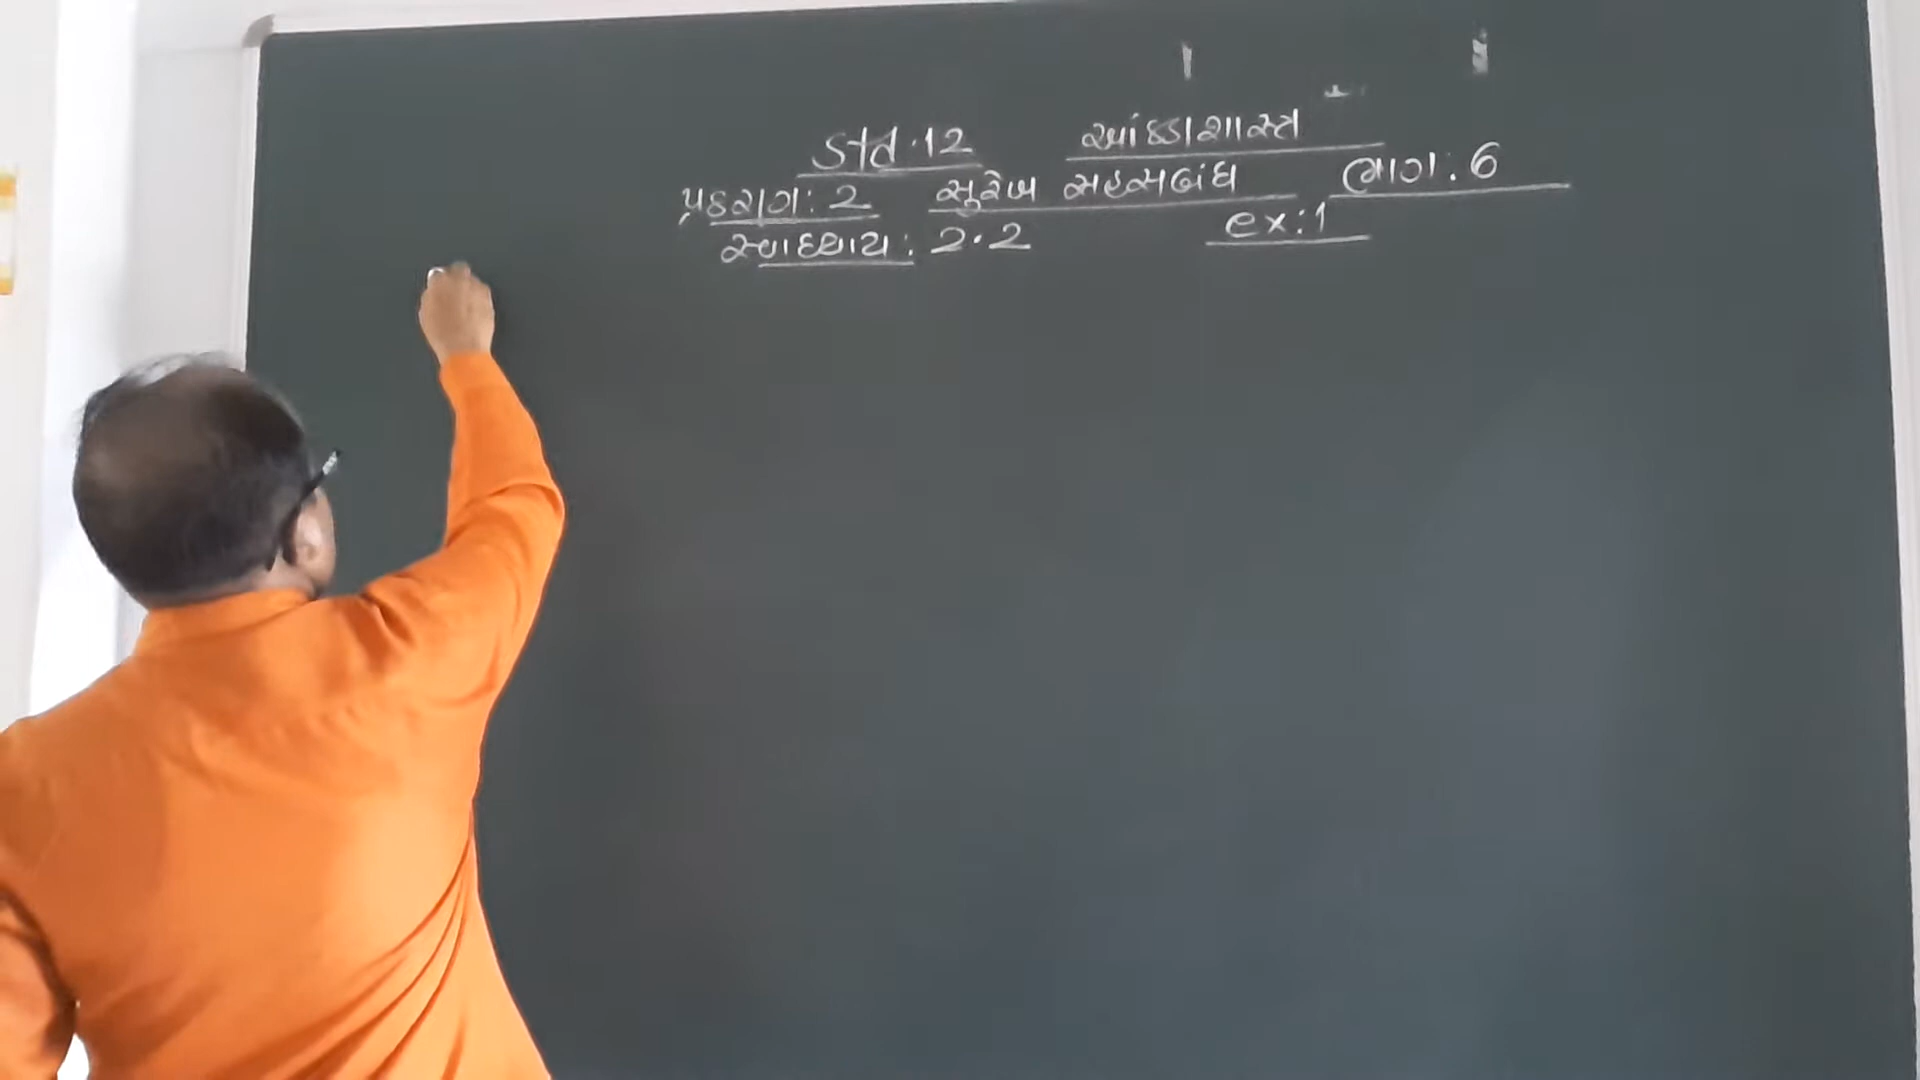 Std.12 આંકડાશાસ્ત્ર
પ્રકરણ: 2 સુરેખ સહસંબંધ ભાગ: 6
સ્વાધ્યાય: 2.2 ex:1